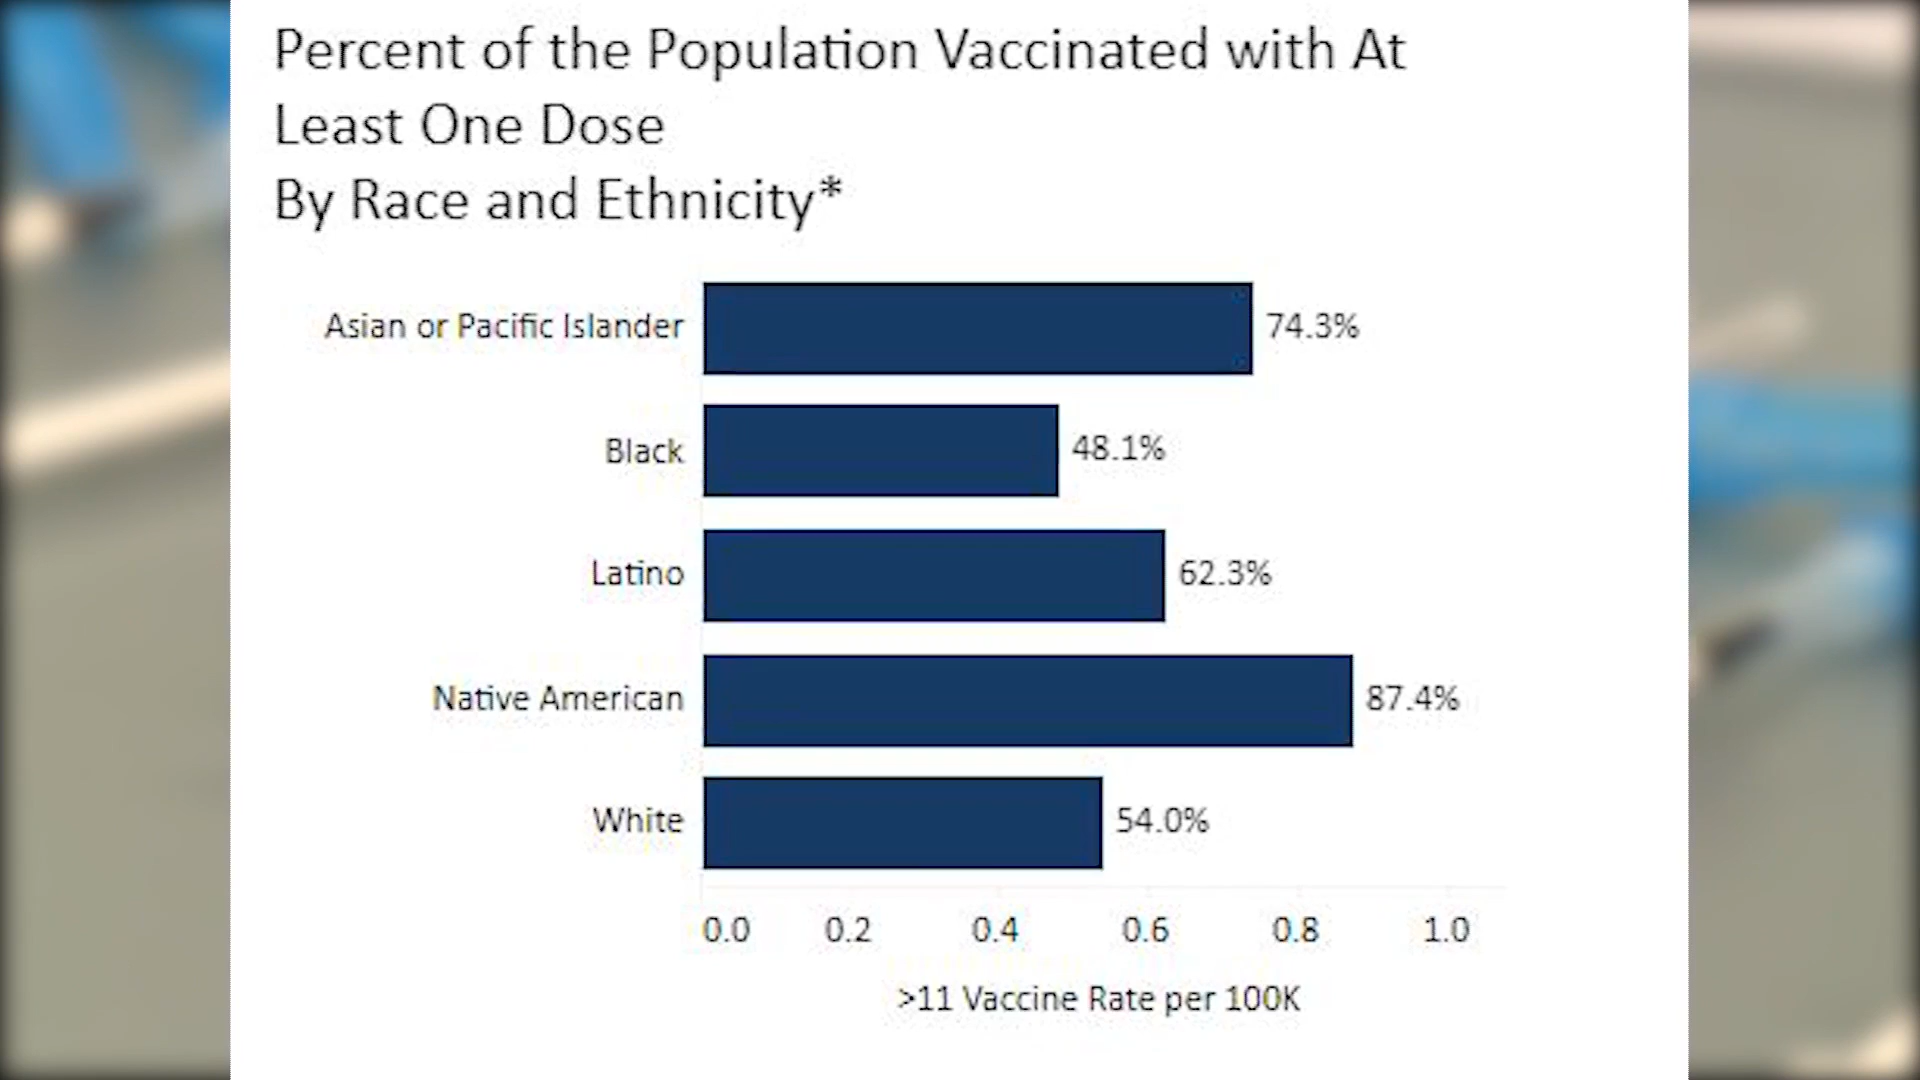 Percent of the Population Vaccinated with At
Least One Dose
By Race and Ethnicity*
Asian or Pacific Islander 74.3%
Black 48.1%
Latino 62.3%
Native American 87.4%
White 54.0%
0.0 0.2 0.4 0.6 0.8 1.0
>11 Vaccine Rate per 100K